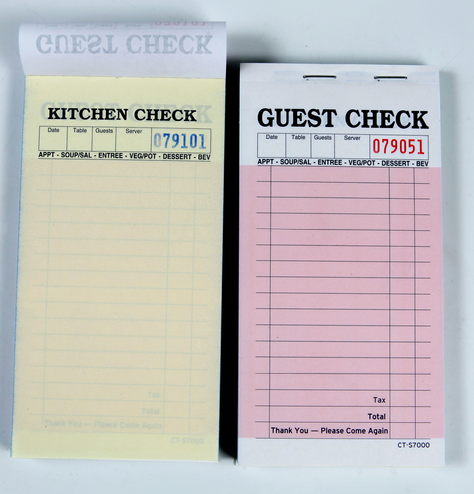 GUEST CHECK
KITCHEN CHECK
Date Table Guests Server 079101
APPT - SOUP/SAL - ENTREE - VEG/POT - DESSERT - BEV
Tax
Total
Thank You — Please Come Again
CT-S7000
GUEST CHECK
Date Table Guests Server 079051
APPT - SOUP/SAL - ENTREE - VEG/POT - DESSERT - BEV
Tax
Total
Thank You — Please Come Again
CT-S7000